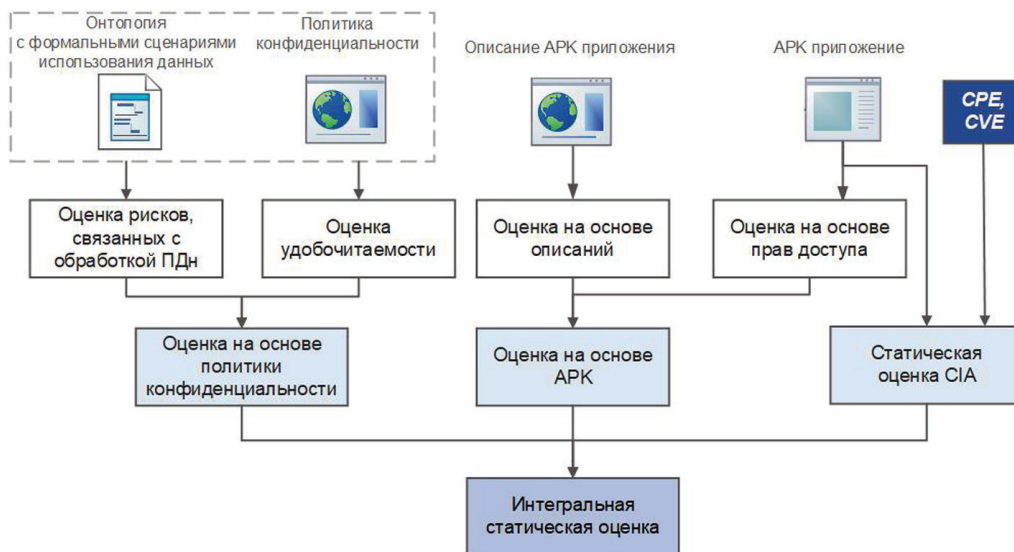 Онтология
с формальными сценариями
использования данных
Политика
конфиденциальности
Описание APK приложения
APK приложение
CPE,
CVE
Оценка рисков,
связанных с
обработкой ПДн
Оценка
удобочитаемости
Оценка на основе
описаний
Оценка на основе
прав доступа
Оценка на основе
политики
конфиденциальности
Оценка на основе
APK
Статическая
оценка CIA
Интегральная
статическая оценка